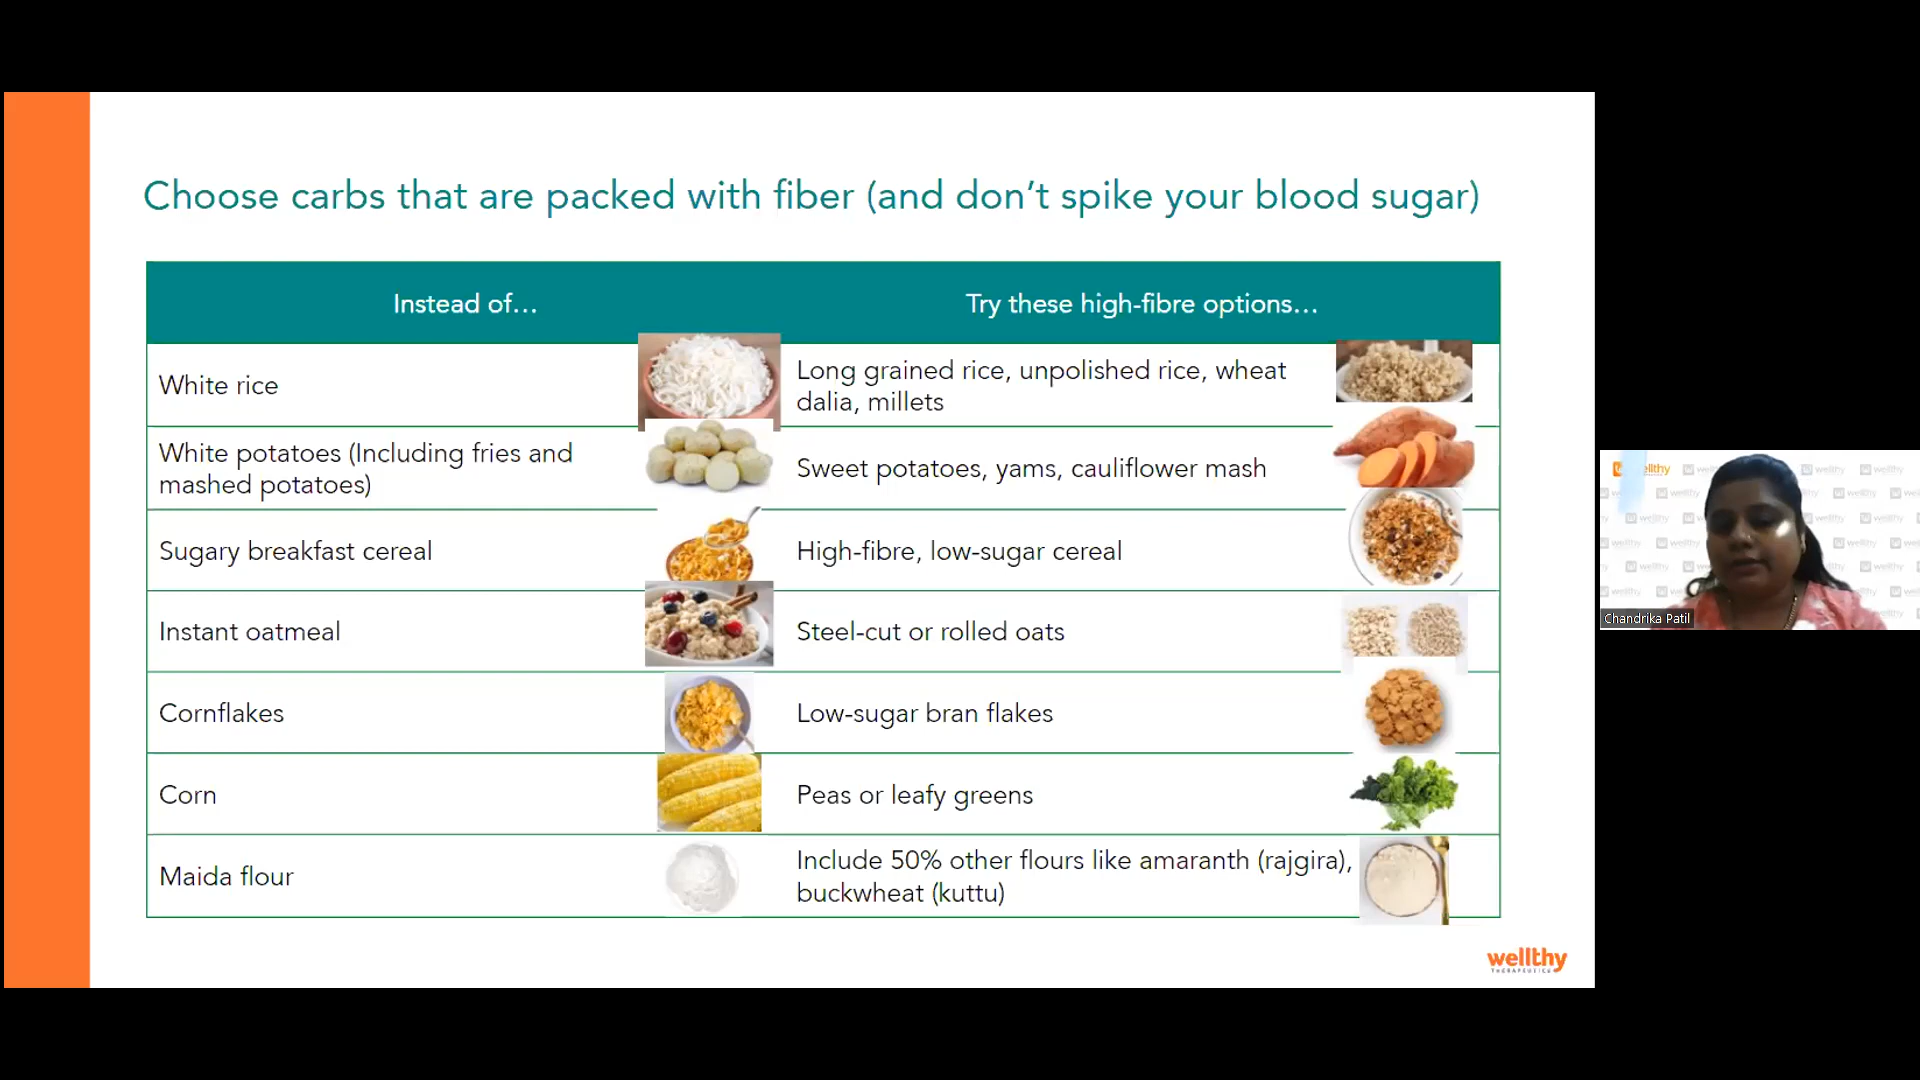 Choose carbs that are packed with fiber (and don't spike your blood sugar)
Instead of...
Try these high-fibre options...
White rice
Long grained rice, unpolished rice, wheat
dalia, millets
White potatoes (Including fries and
mashed potatoes)
Sweet potatoes, yams, cauliflower mash
Sugary breakfast cereal
High-fibre, low-sugar cereal
Instant oatmeal
Steel-cut or rolled oats
Cornflakes
Low-sugar bran flakes
Corn
Peas or leafy greens
Maida flour
Include 50% other flours like amaranth (rajgira),
buckwheat (kuttu)
wellthy
THERAPEUTICS
Chandrika Patil